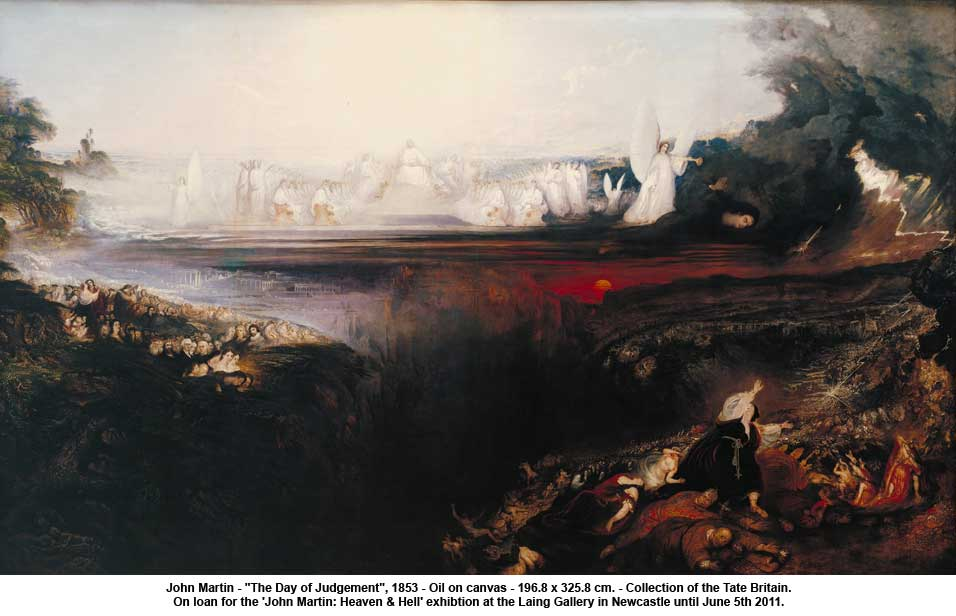 John Martin - "The Day of Judgement", 1853 - Oil on canvas - 196.8 x 325.8 cm. - Collection of the Tate Britain.
On loan for the 'John Martin: Heaven & Hell' exhibtion at the Laing Gallery in Newcastle until June 5th 2011.